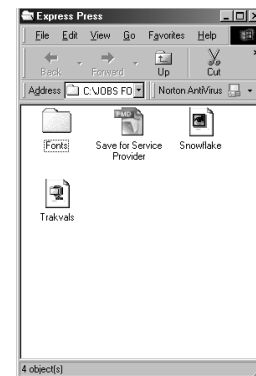 Express Press
File Edit View Go Favorites Help
Back Forward Up Cut »
Address C:\JOBS FO Norton AntiVirus
PMD
Fonts Save for Service Provider Snowflake
Trakvals
4 object(s)